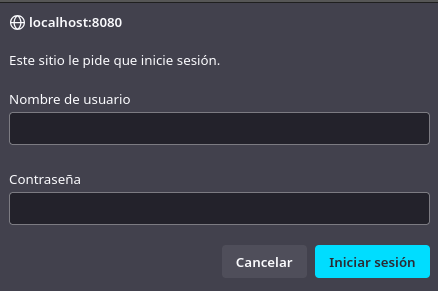 localhost:8080
Este sitio le pide que inicie sesión.
Nombre de usuario
Contraseña
Cancelar
Iniciar sesión